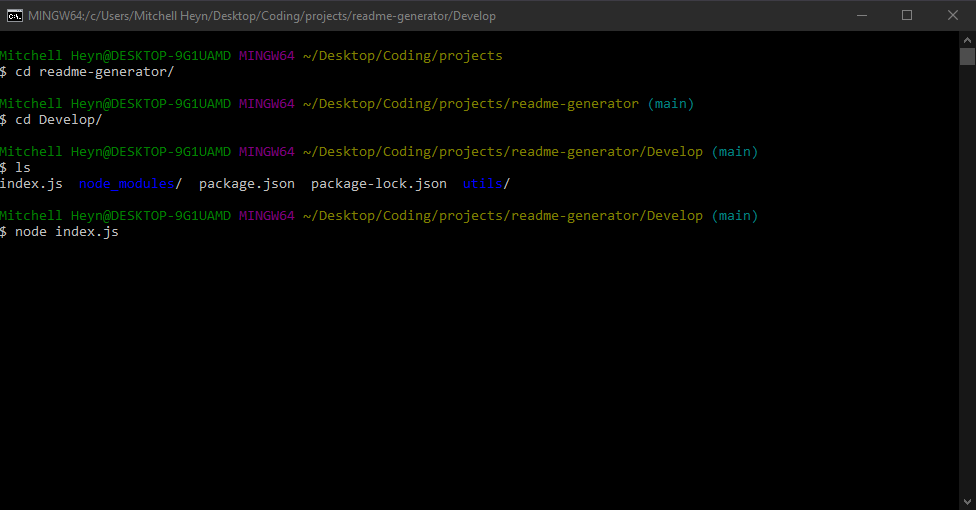 MINGW64:/c/Users/Mitchell Heyn/Desktop/Coding/projects/readme-generator/Develop
Mitchell Heyn@DESKTOP-9G1UAMD MINGW64 ~/Desktop/Coding/projects
$ cd readme-generator/
Mitchell Heyn@DESKTOP-9G1UAMD MINGW64 ~/Desktop/Coding/projects/readme-generator (main)
$ cd Develop/
Mitchell Heyn@DESKTOP-9G1UAMD MINGW64 ~/Desktop/Coding/projects/readme-generator/Develop (main)
$ ls
index.js  node_modules/  package.json  package-lock.json  utils/
Mitchell Heyn@DESKTOP-9G1UAMD MINGW64 ~/Desktop/Coding/projects/readme-generator/Develop (main)
$ node index.js